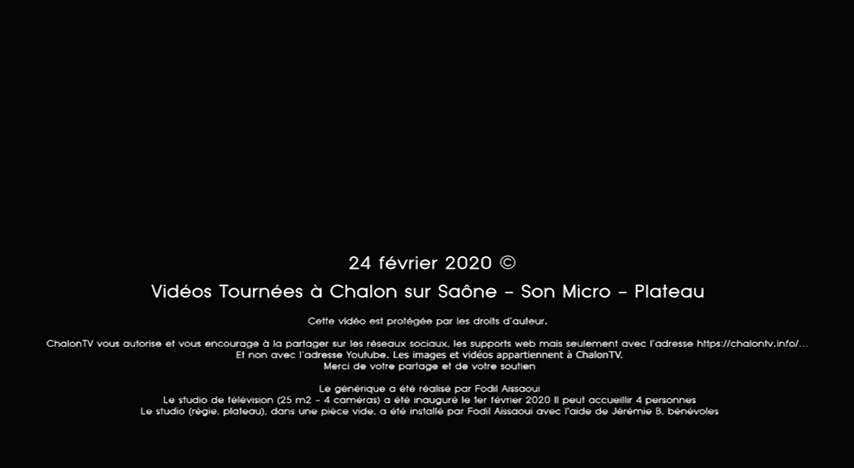 24 février 2020 ©
Vidéos Tournées à Chalon sur Saône - Son Micro - Plateau
Cette vidéo est protégée par les droits d'auteur.
ChalonTV vous autorise et vous encourage à la partager sur les réseaux sociaux, les supports web mais seulement avec l'adresse https://chalontv.info/...
Et non avec l'adresse Youtube. Les images et vidéos appartiennent à ChalonTV.
Merci de votre partage et de votre soutien
Le générique a été réalisé par Fodil Aissaoui
Le studio de télévision (25 m2 - 4 caméras) a été inauguré le 1er février 2020 Il peut accueillir 4 personnes
Le studio (régie, plateau), dans une pièce vide, a été installé par Fodil Aissaoui avec l'aide de Jérémie B, bénévoles